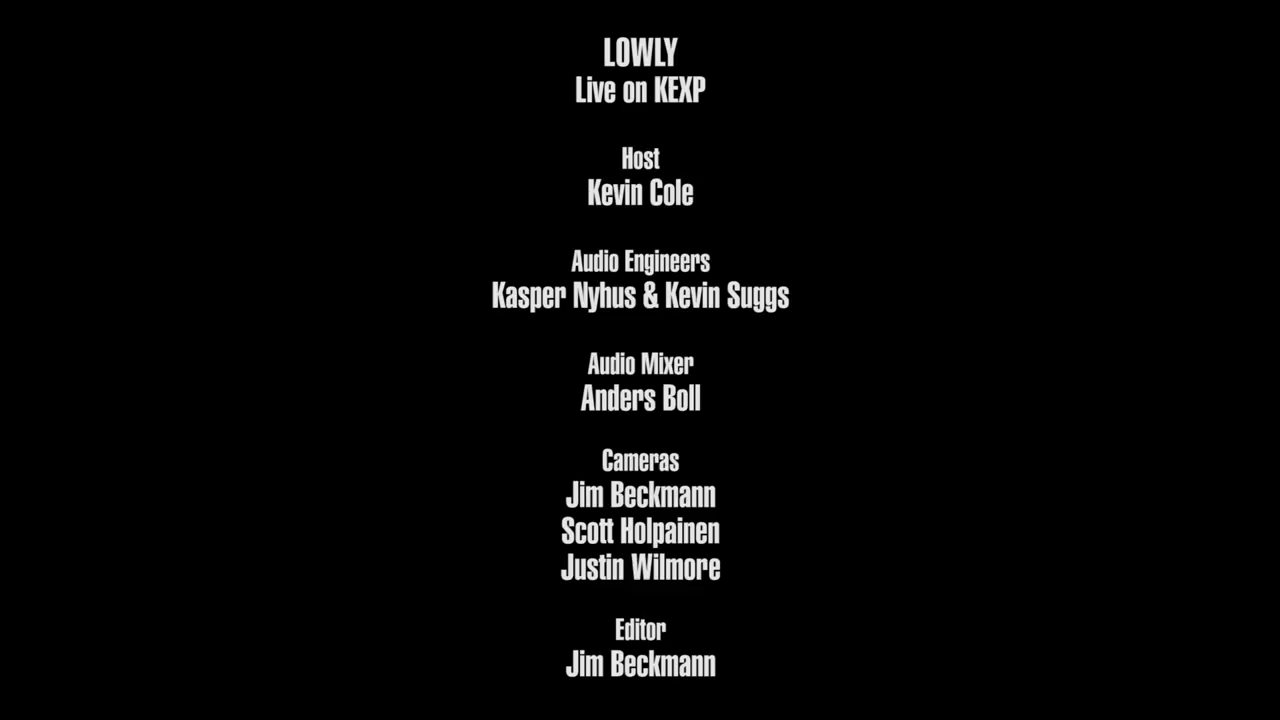 LOWLY
Live on KEXP
Host
Kevin Cole
Audio Engineers
Kasper Nyhus & Kevin Suggs
Audio Mixer
Anders Boll
Cameras
Jim Beckmann
Scott Holpainen
Justin Wilmore
Editor
Jim Beckmann